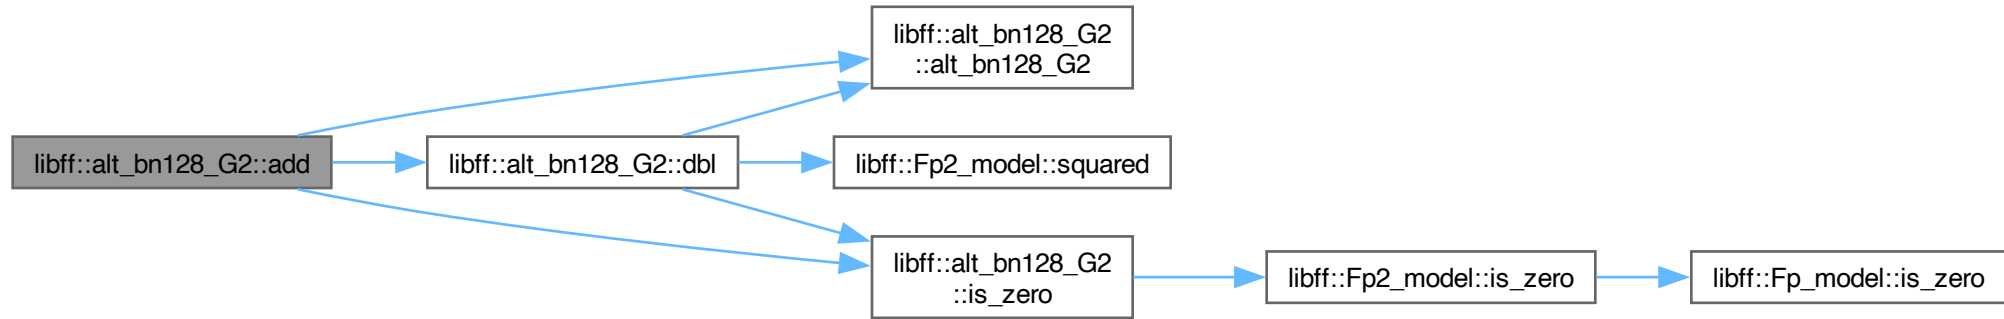 libff::alt_bn128_G2
::alt_bn128_G2
libff::alt_bn128_G2::add
libff::alt_bn128_G2::dbl
libff::Fp2_model::squared
libff::alt_bn128_G2
::is_zero
libff::Fp2_model::is_zero
libff::Fp_model::is_zero